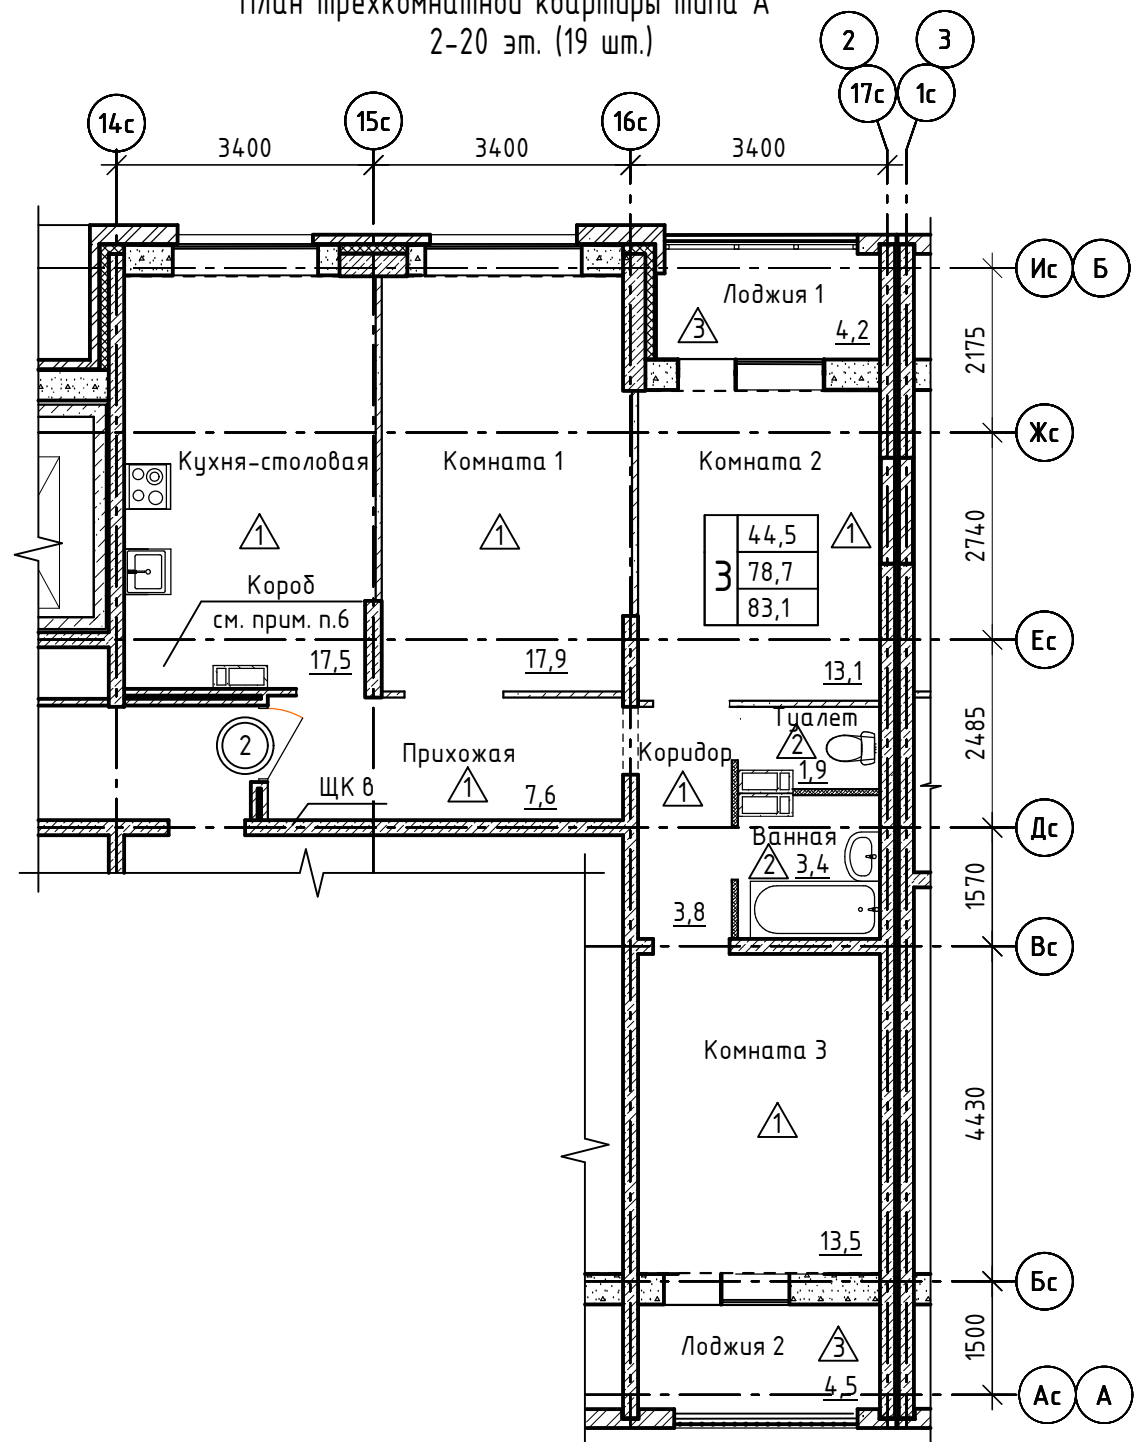 План трехкомнатной квартиры типа А
2-20 эт. (19 шт.)
2
3
14с
15с
16с
17с
1с
3400
3400
3400
Ис
Б
Лоджия 1
3
4,2
2175
Жс
Кухня-столовая
Комната 1
Комната 2
1
1
1
3
44,5
78,7
83,1
2740
Короб
см. прим. п.6
17,5
17,9
13,1
Ес
Туалет
2
1,9
2
Прихожая
1
7,6
Коридор
1
2485
ЩК в
Дс
Ванная
2
3,4
3,8
1570
Вс
Комната 3
1
4430
13,5
Бс
Лоджия 2
3
4,5
1500
Ас
А